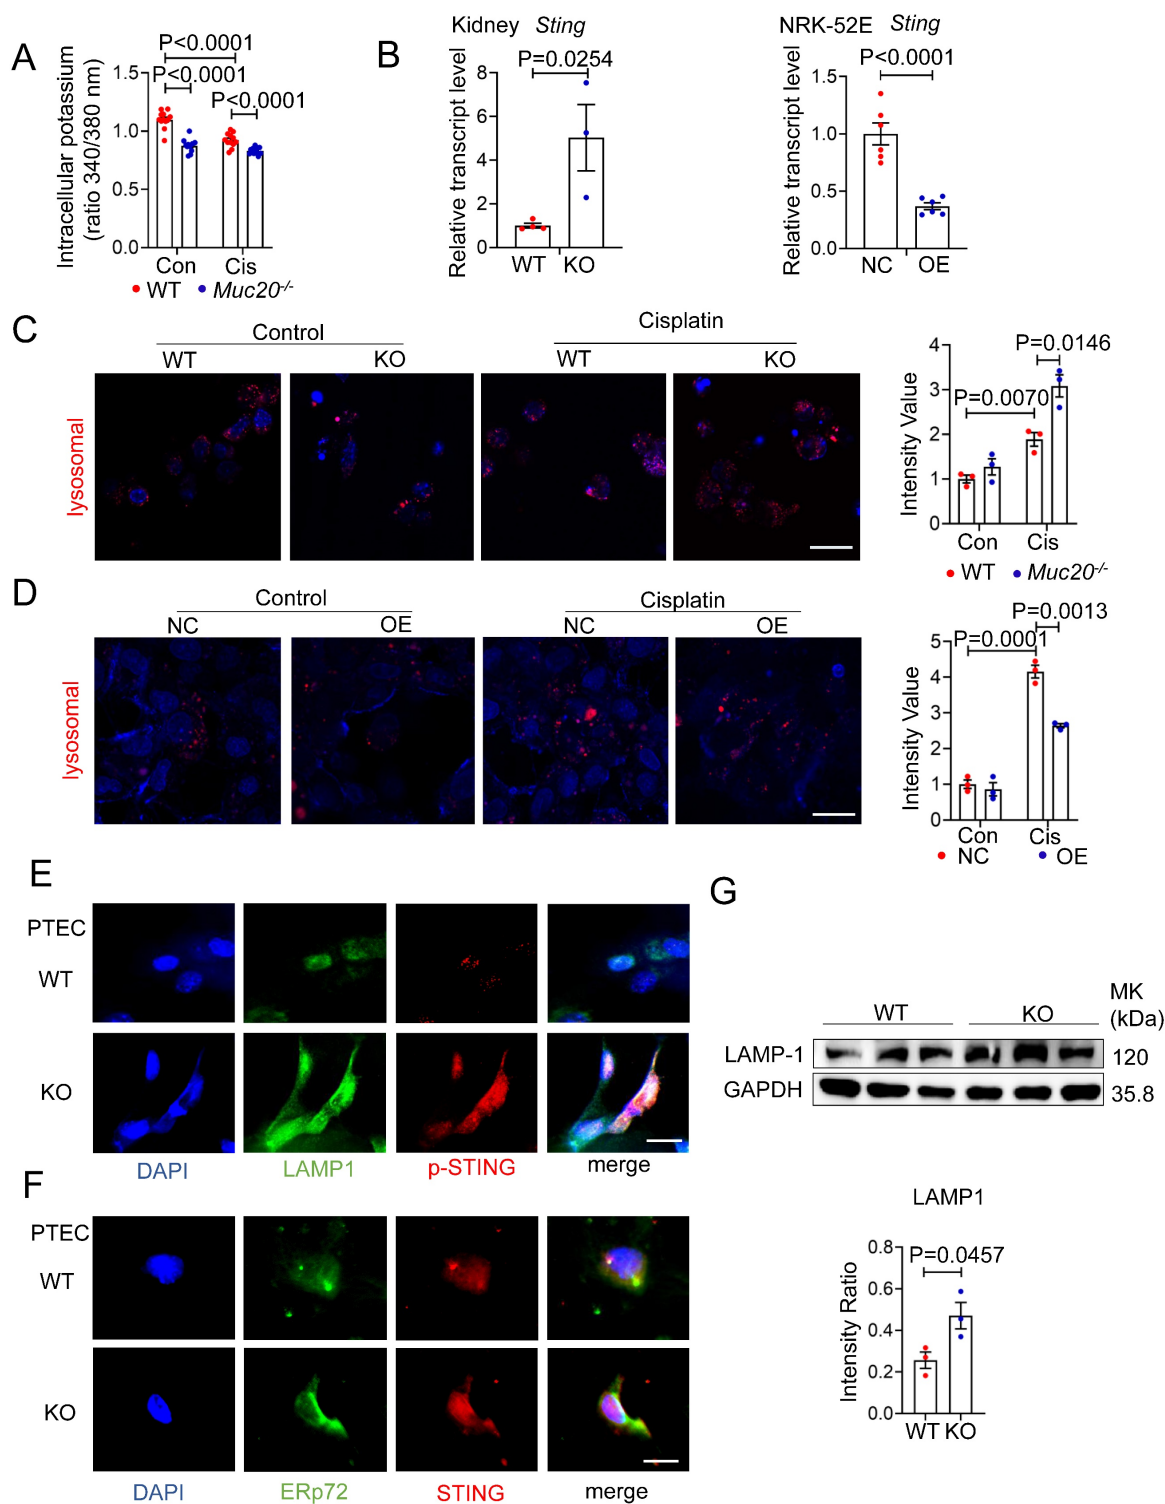 A
P<0.0001
P<0.0001
P<0.0001
Intracellular potassium
(ratio 340/380 nm)
1.5
1.0
0.5
0.0
Con Cis
WT Muc20-/-
B
Kidney Sting
P=0.0254
Relative transcript level
8
6
4
2
0
WT KO
NRK-52E Sting
P<0.0001
Relative transcript level
1.5
1.0
0.5
0.0
NC OE
C
Control
Cisplatin
WT KO WT KO
lysosomal
P=0.0146
P=0.0070
Intensity Value
4
3
2
1
0
Con Cis
WT Muc20-/-
D
Control
Cisplatin
NC OE NC OE
lysosomal
P=0.0013
P=0.0001
Intensity Value
5
4
3
2
1
0
Con Cis
NC OE
E
PTEC
WT
KO
DAPI LAMP1 p-STING merge
F
PTEC
WT
KO
DAPI ERp72 STING merge
G
WT KO
MK
(kDa)
LAMP-1 120
GAPDH 35.8
LAMP1
P=0.0457
Intensity Ratio
0.8
0.6
0.4
0.2
0.0
WT KO